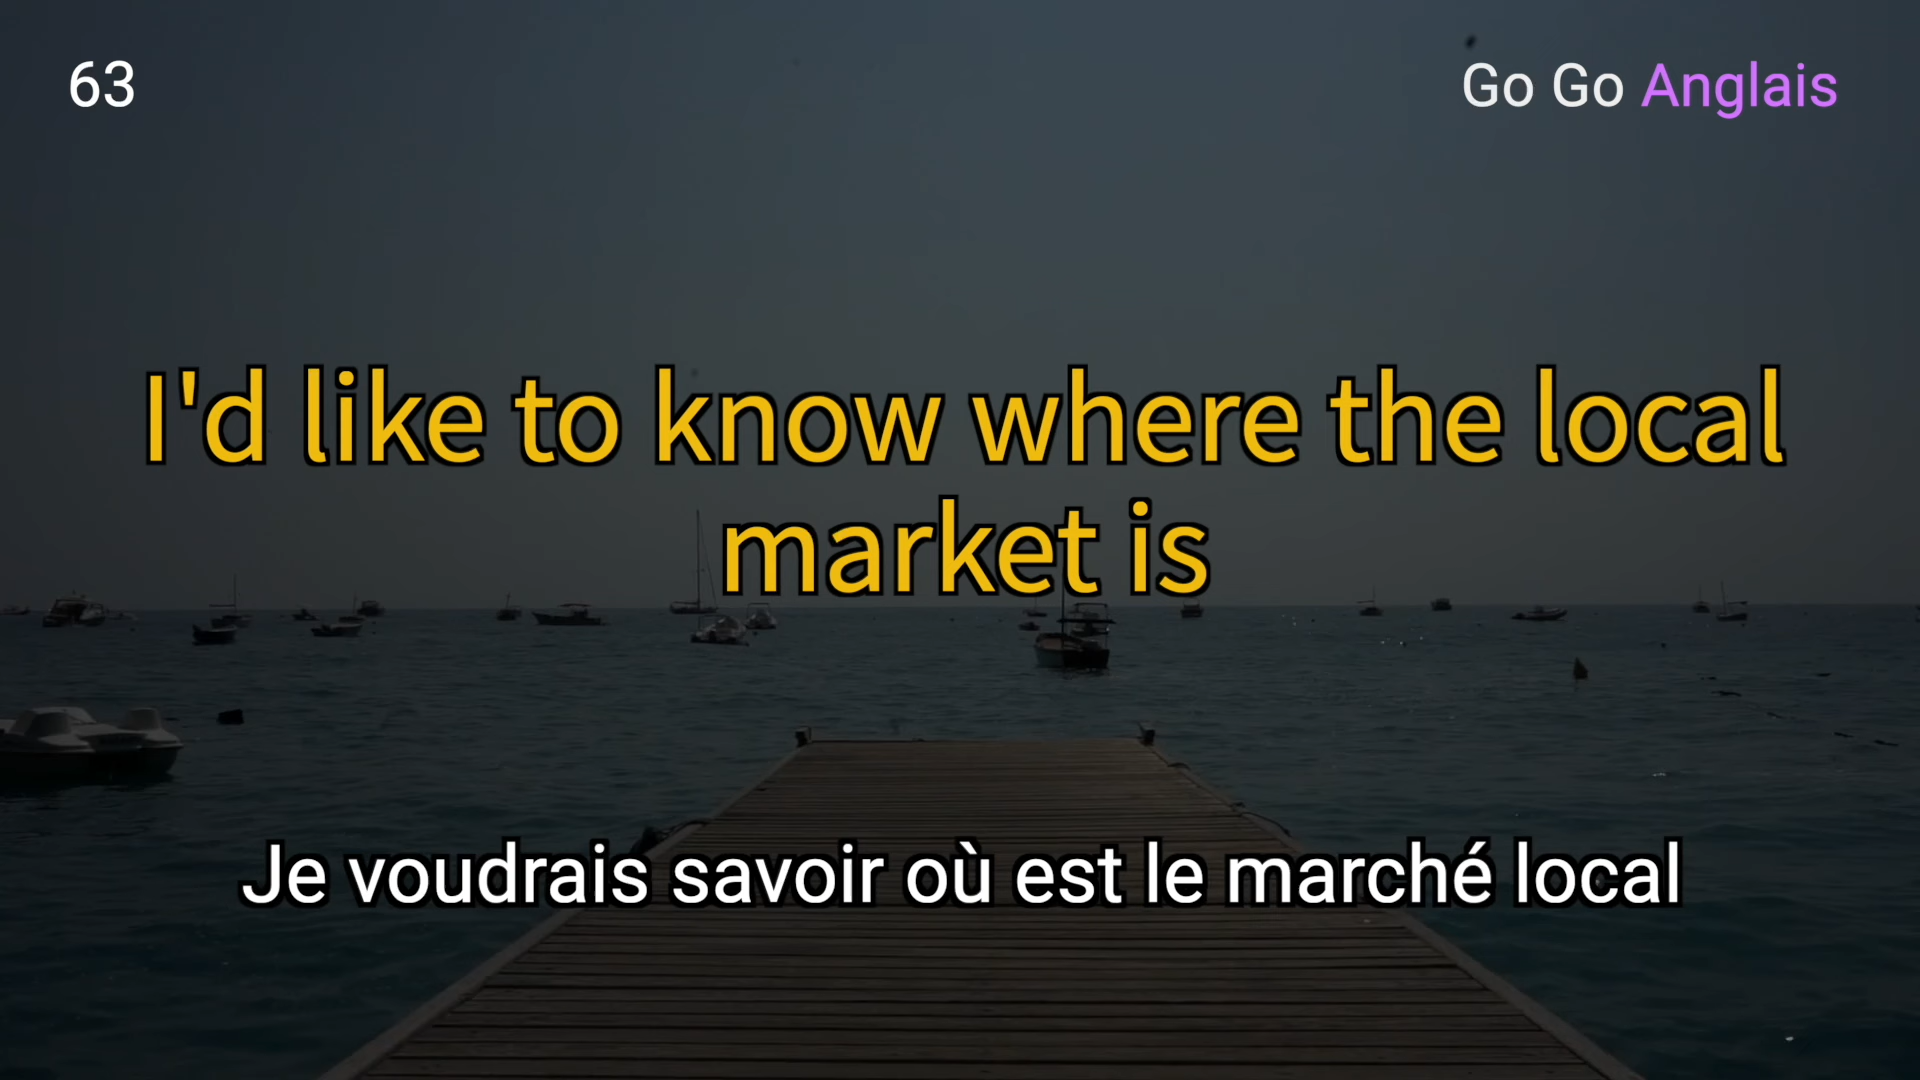 63
Go Go Anglais
I'd like to know where the local
market is
Je voudrais savoir où est le marché local